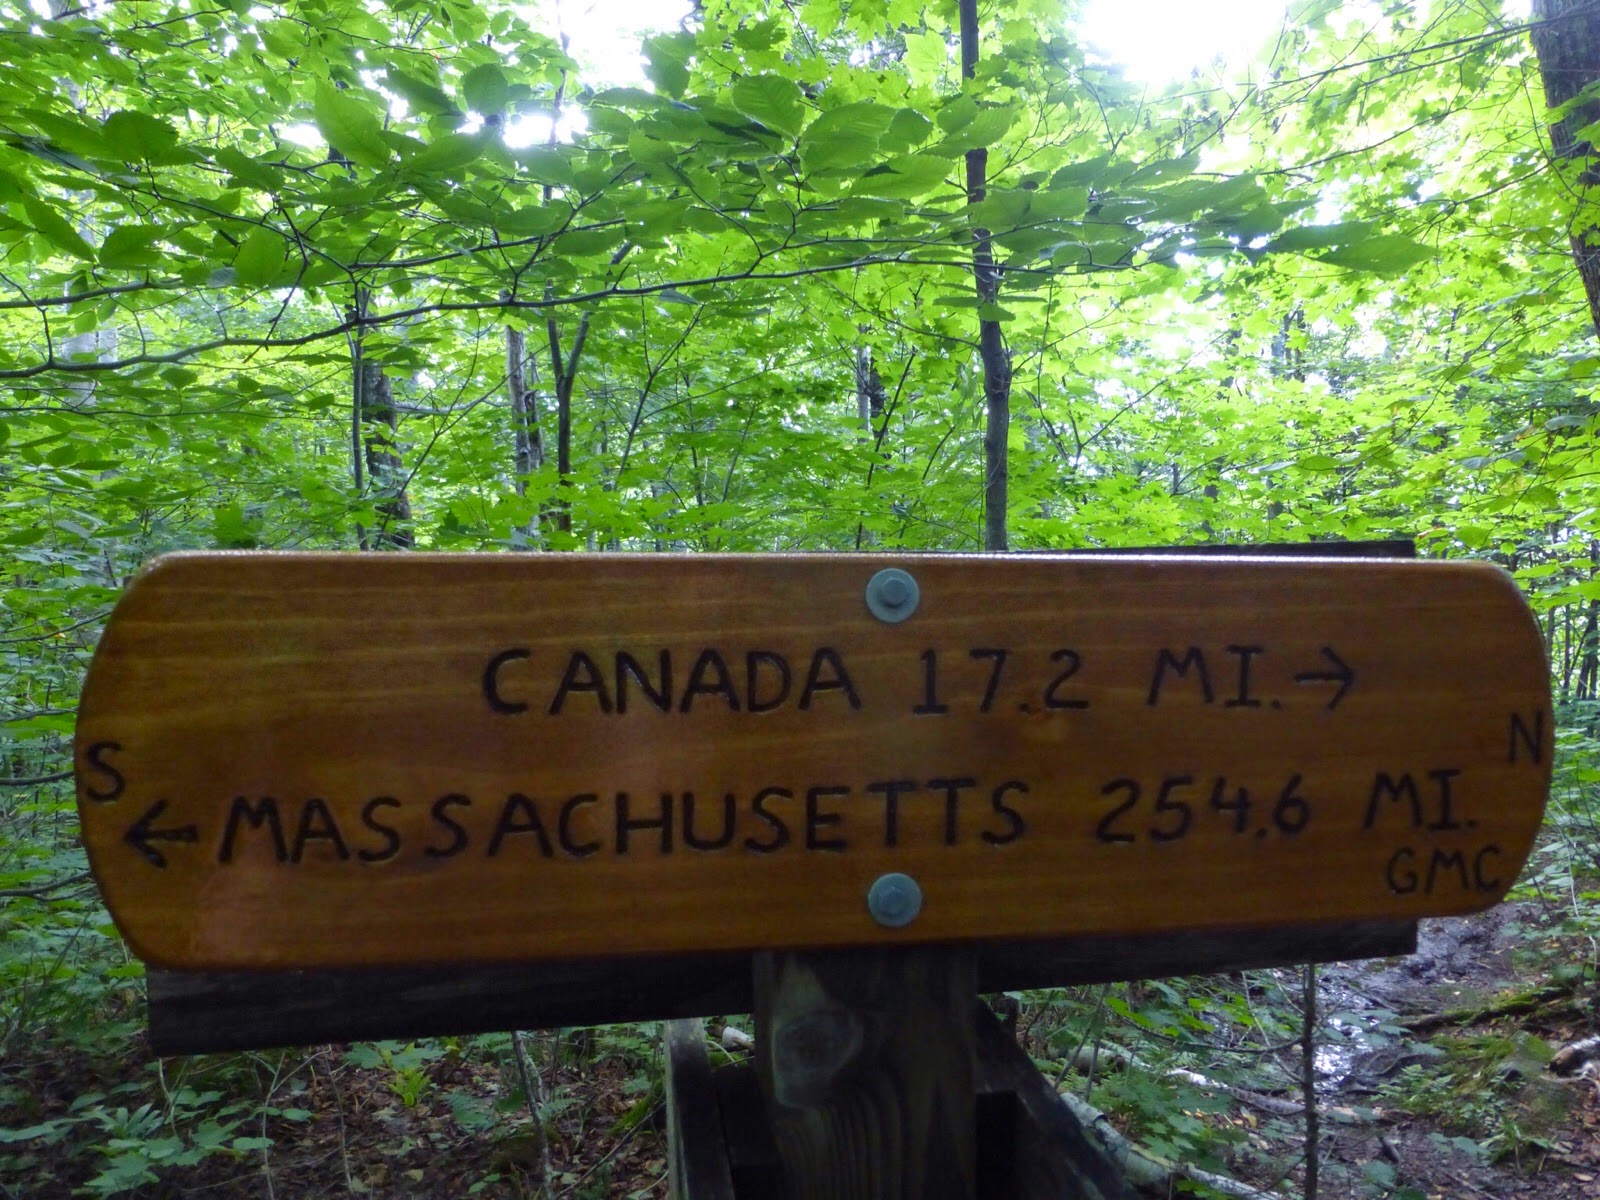 CANADA 17.2 MI.→
S
N
←MASSACHUSETTS 254.6 MI.
GMC